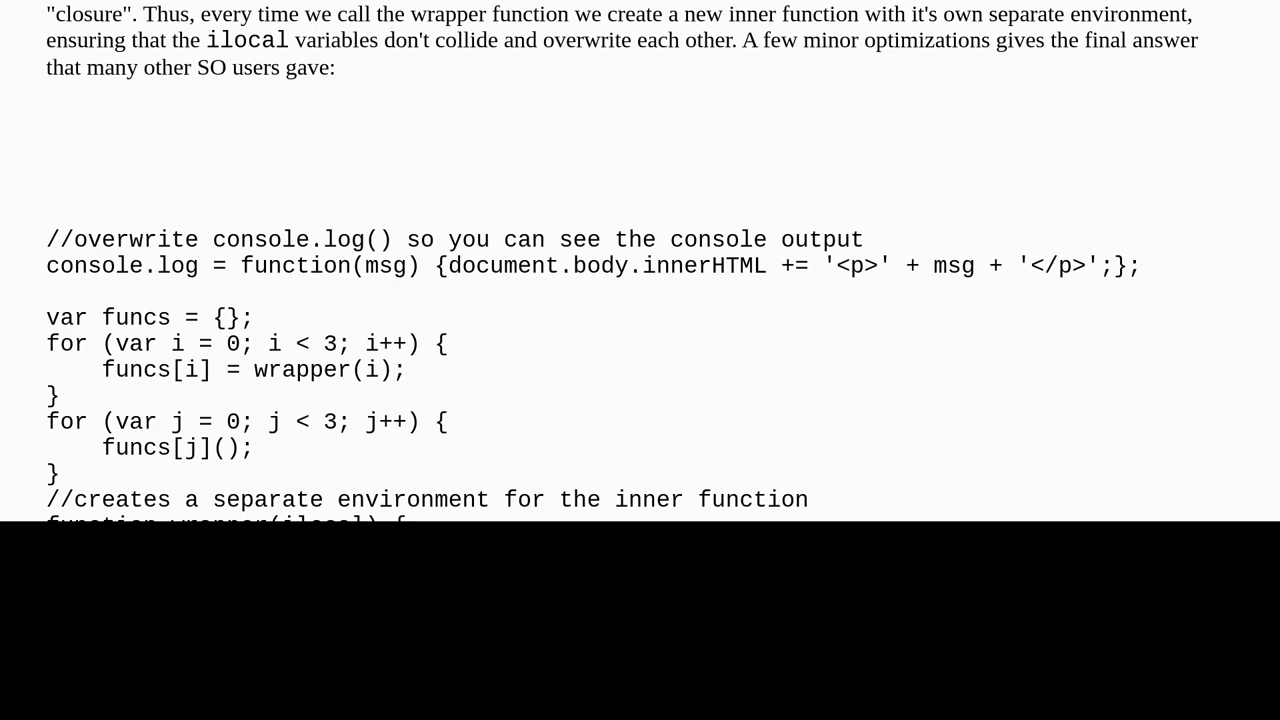 "closure". Thus, every time we call the wrapper function we create a new inner function with it's own separate environment,
ensuring that the ilocal variables don't collide and overwrite each other. A few minor optimizations gives the final answer
that many other SO users gave:
//overwrite console.log() so you can see the console output
console.log = function(msg) {document.body.innerHTML += '<p>' + msg + '</p>';};
var funcs = {};
for (var i = 0; i < 3; i++) {
    funcs[i] = wrapper(i);
}
for (var j = 0; j < 3; j++) {
    funcs[j]();
}
//creates a separate environment for the inner function
function wrapper(ilocal) {